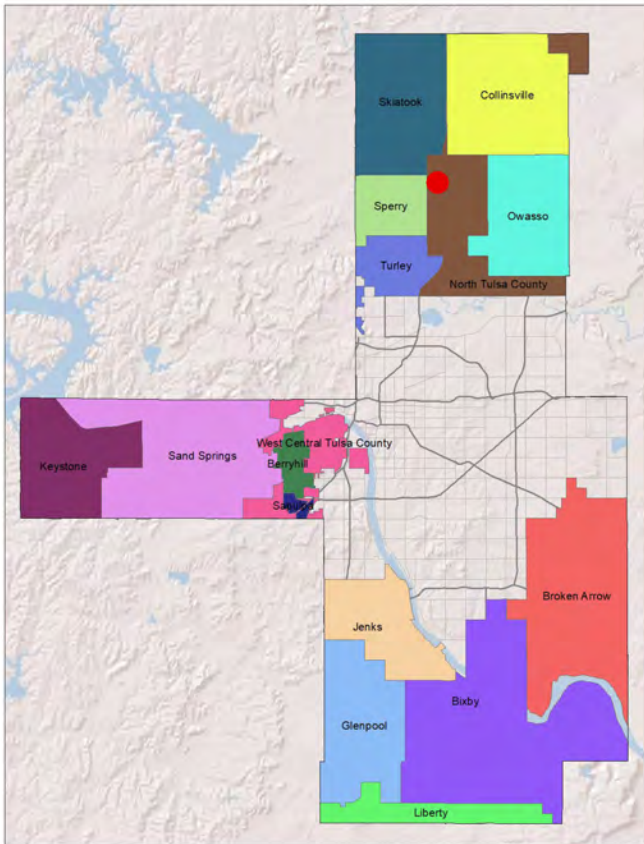 Skiatook
Collinsville
Sperry
Owasso
Turley
North Tulsa County
West Central Tulsa County
Sand Springs
Berryhill
Keystone
Sapulpa
Broken Arrow
Jenks
Bixby
Glenpool
Liberty